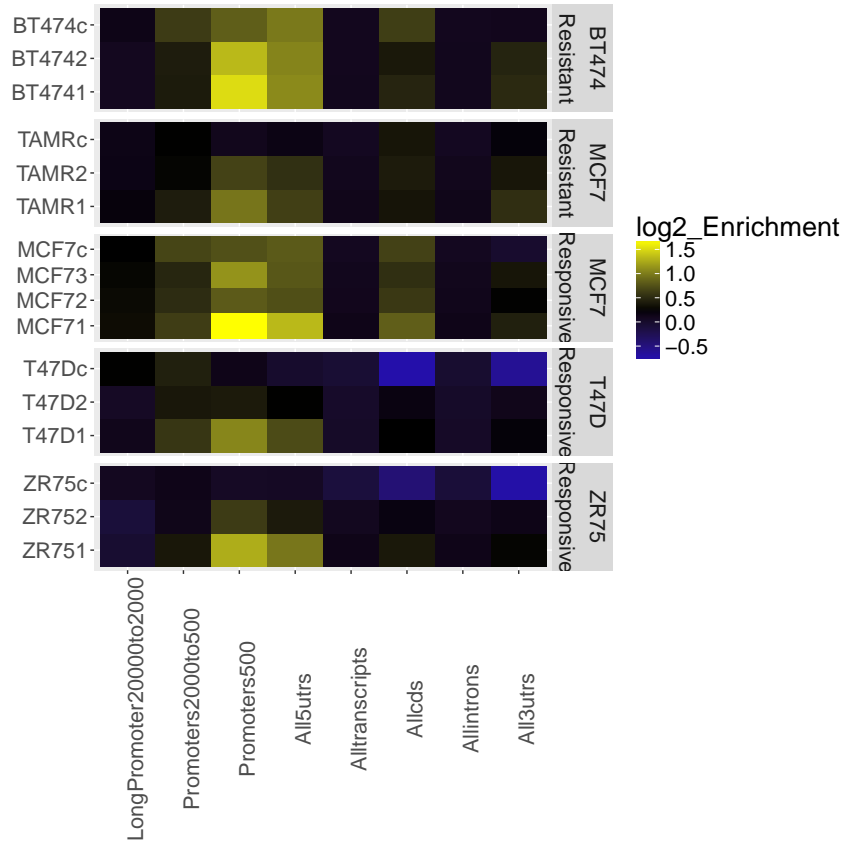 BT474c
BT4742
BT4741
BT474
Resistant
TAMRc
TAMR2
TAMR1
MCF7
Resistant
MCF7c
MCF73
MCF72
MCF71
MCF7
Responsive
T47Dc
T47D2
T47D1
T47D
Responsive
ZR75c
ZR752
ZR751
ZR75
Responsive
log2_Enrichment
1.5
1.0
0.5
0.0
−0.5
LongPromoter20000to2000
Promoters2000to500
Promoters500
All5utrs
Alltranscripts
Allcds
Allintrons
All3utrs